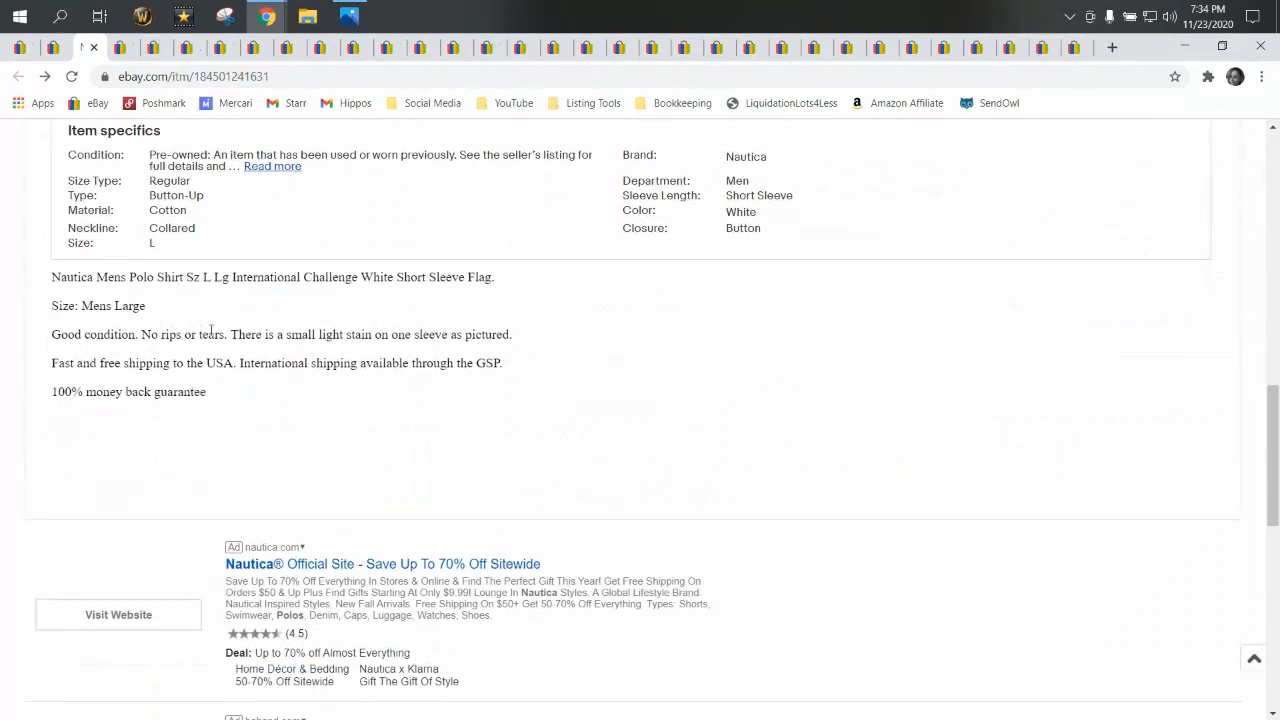 7:34 PM
11/23/2020
ebay.com/itm/184501241631
Apps eBay Poshmark Mercari Starr Hippos Social Media YouTube Listing Tools Bookkeeping LiquidationLots4Less Amazon Affiliate SendOwl
Item specifics
Condition: Pre-owned: An item that has been used or worn previously. See the seller's listing for Brand: Nautica
full details and … Read more
Size Type: Regular Department: Men
Type: Button-Up Sleeve Length: Short Sleeve
Material: Cotton Color: White
Neckline: Collared Closure: Button
Size: L
Nautica Mens Polo Shirt Sz L Lg International Challenge White Short Sleeve Flag.
Size: Mens Large
Good condition. No rips or tears. There is a small light stain on one sleeve as pictured.
Fast and free shipping to the USA. International shipping available through the GSP.
100% money back guarantee
Ad nautica.com▾
Nautica® Official Site - Save Up To 70% Off Sitewide
Save Up To 70% Off Everything In Stores & Online & Find The Perfect Gift This Year! Get Free Shipping On
Orders $50 & Up Plus Find Gifts Starting At Only $9.99! Lounge In Nautica Styles. A Global Lifestyle Brand.
Nautical Inspired Styles. New Fall Arrivals. Free Shipping On $50+ Get 50-70% Off Everything. Types: Shorts,
Visit Website
Swimwear, Polos, Denim, Caps, Luggage, Watches, Shoes.
(4.5)
Deal: Up to 70% off Almost Everything
Home Décor & Bedding Nautica x Klarna
50-70% Off Sitewide Gift The Gift Of Style